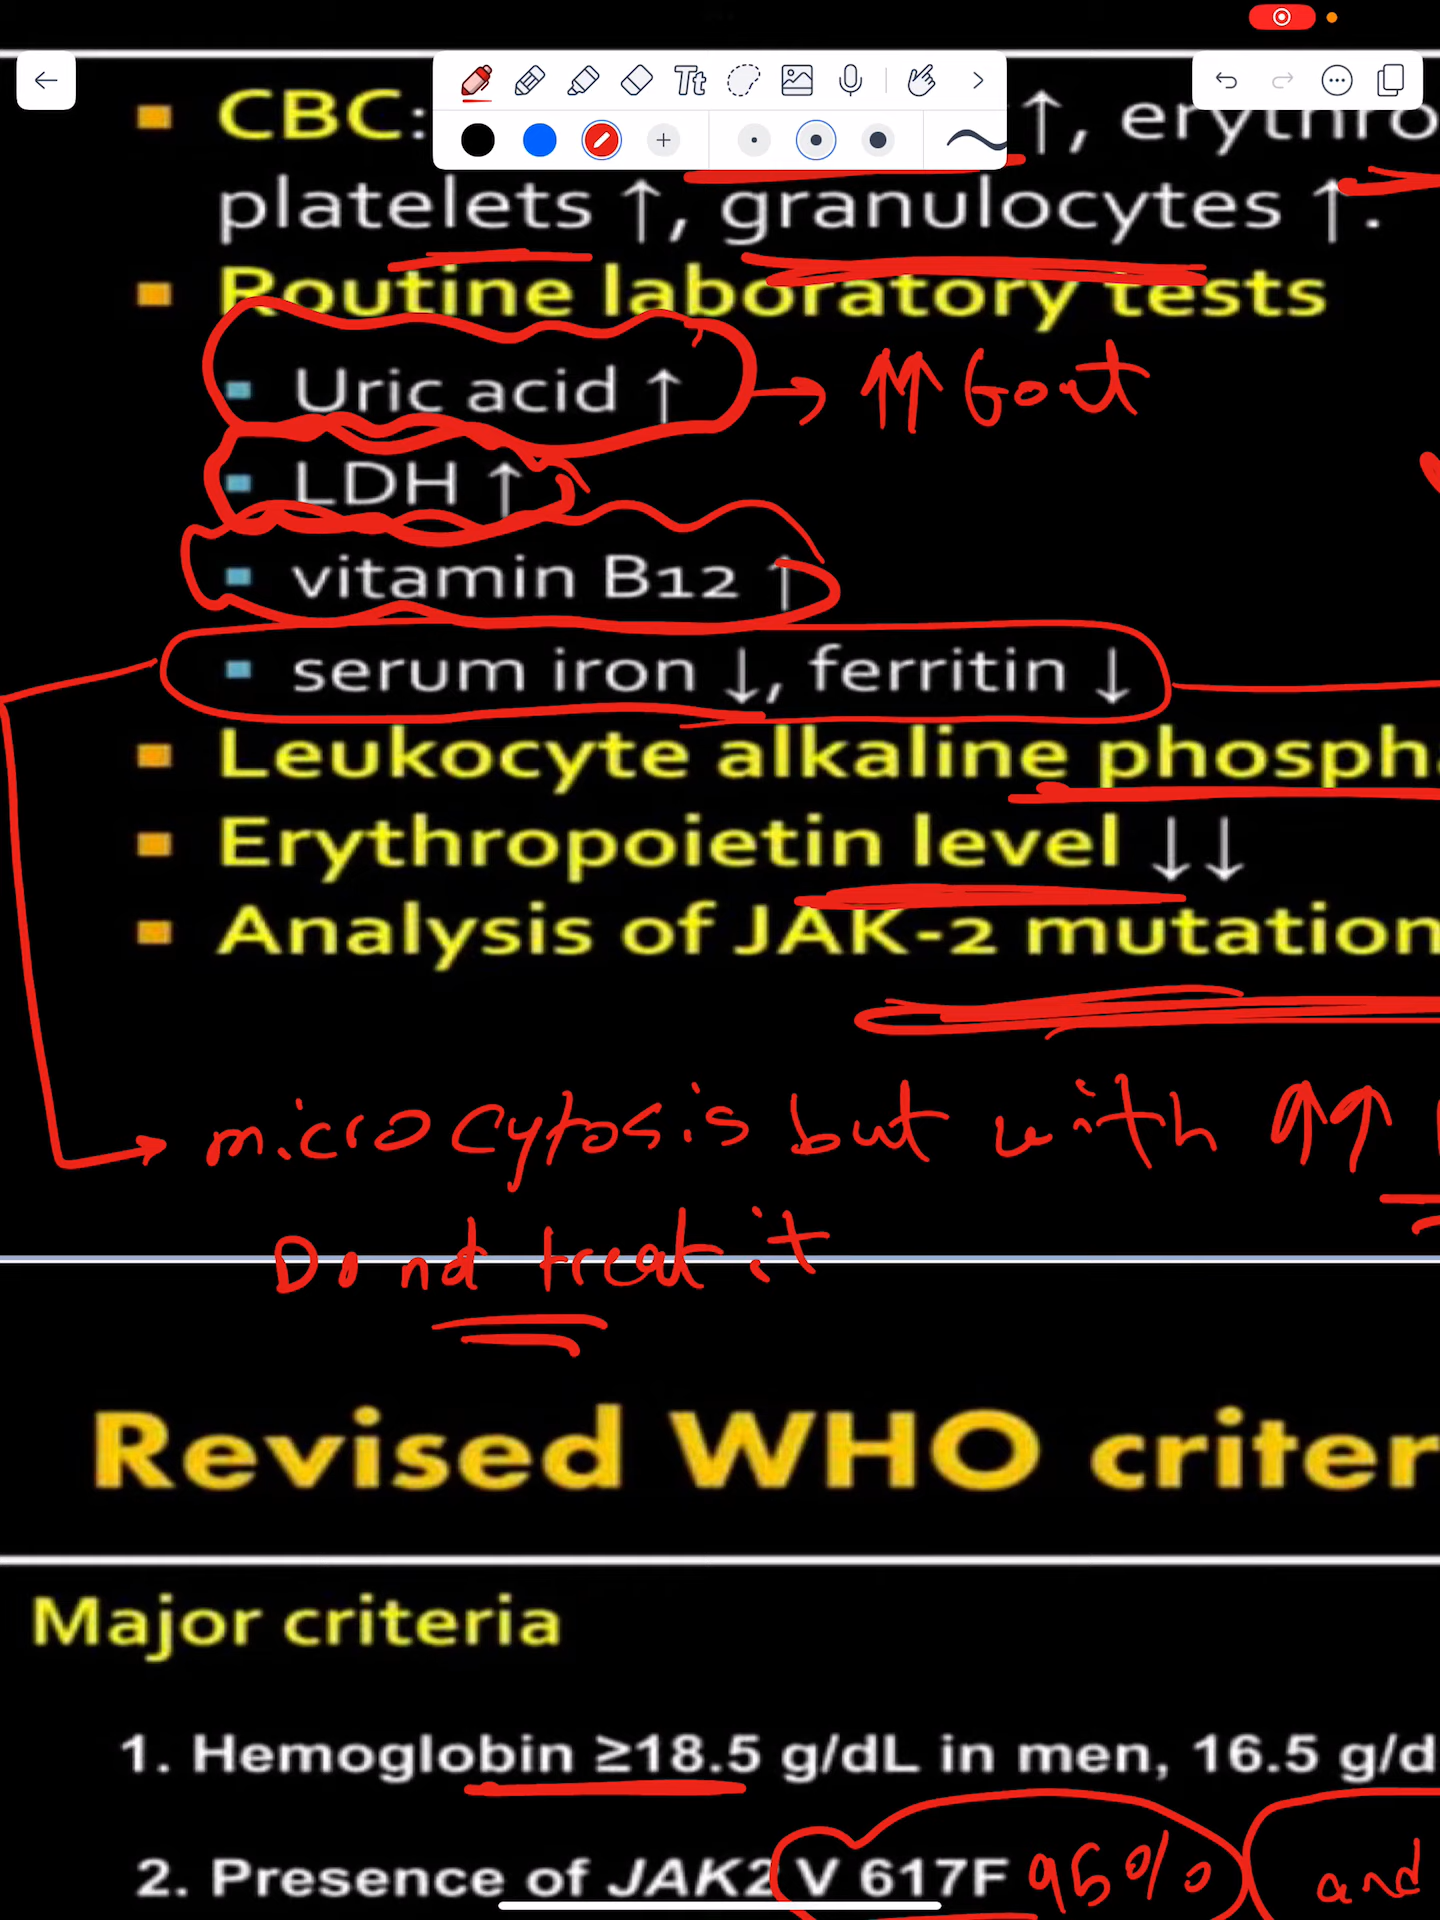 CBC: ↑, erythro
platelets ↑, granulocytes ↑.
Routine laboratory tests
Uric acid ↑ → ↑↑ Gout
LDH ↑
vitamin B12 ↑
serum iron ↓, ferritin ↓
Leukocyte alkaline phospha
Erythropoietin level ↓↓
Analysis of JAK-2 mutation
microcytosis but with ↑↑
Do not treat it
Revised WHO criter
Major criteria
1. Hemoglobin ≥18.5 g/dL in men, 16.5 g/d
2. Presence of JAK2 V 617F 95% and